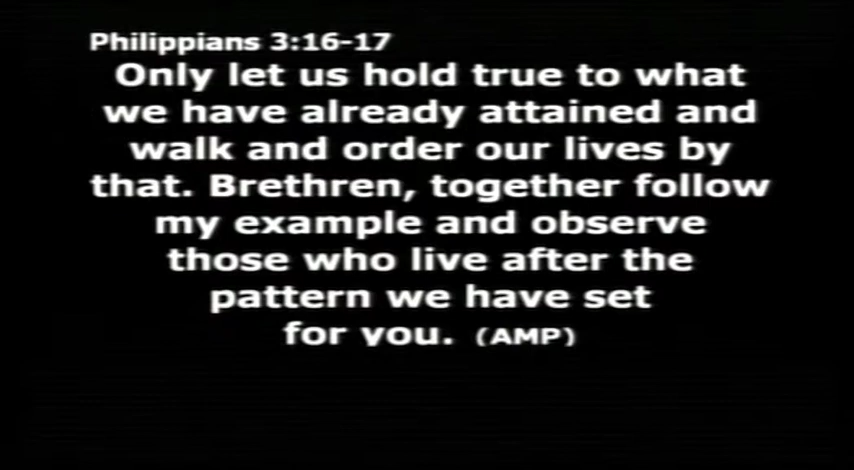 Philippians 3:16-17
Only let us hold true to what
we have already attained and
walk and order our lives by
that. Brethren, together follow
my example and observe
those who live after the
pattern we have set
for you. (AMP)